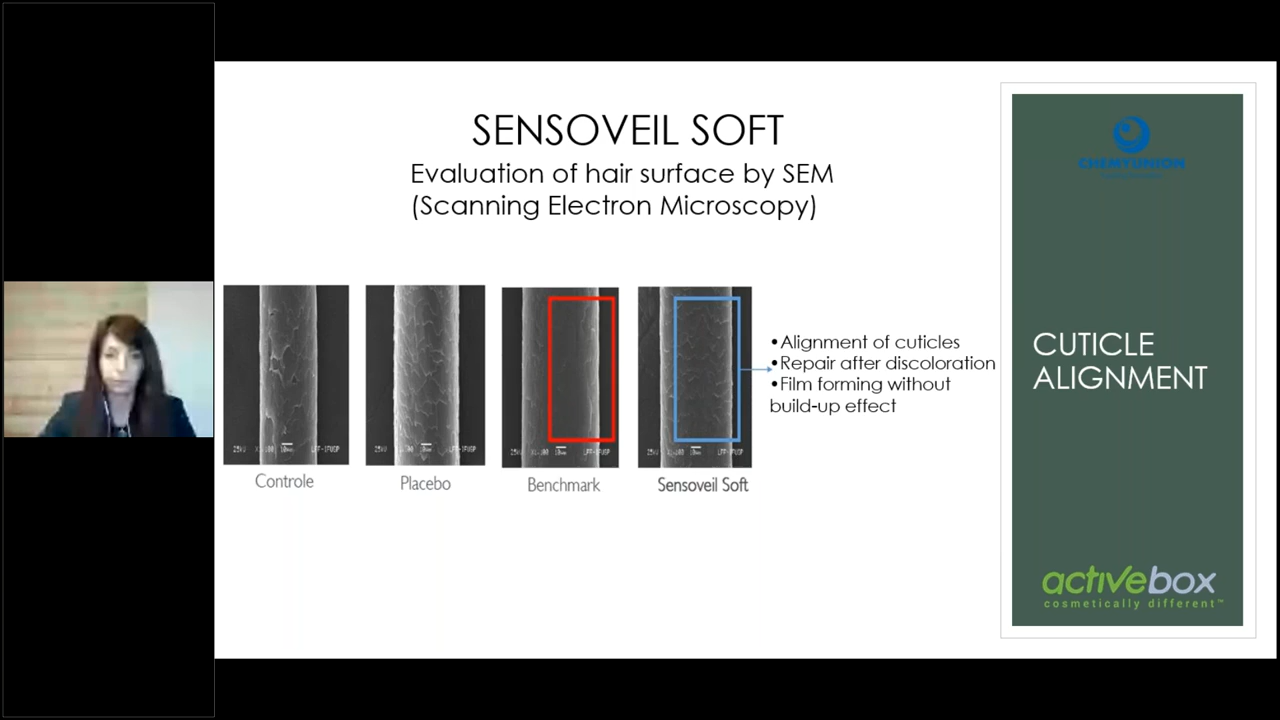 SENSOVEIL SOFT
Evaluation of hair surface by SEM
(Scanning Electron Microscopy)
•Alignment of cuticles
•Repair after discoloration
•Film forming without
build-up effect
Controle
Placebo
Benchmark
Sensoveil Soft
CHEMYUNION
CUTICLE
ALIGNMENT
activebox
cosmetically different™